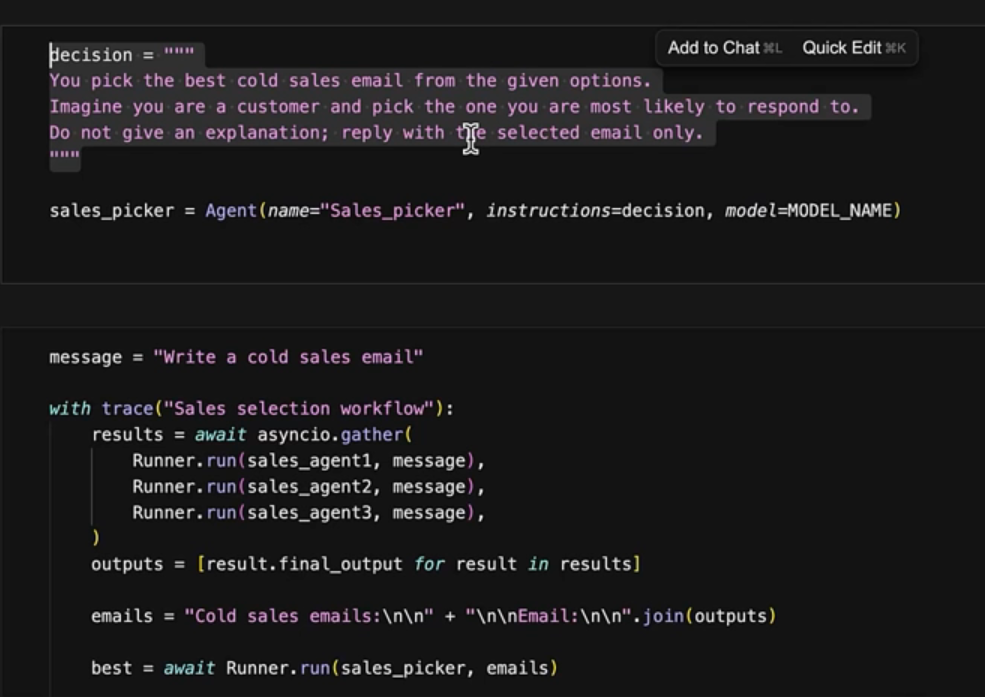 decision = """
Add to Chat ⌘L Quick Edit ⌘K
You pick the best cold sales email from the given options.
Imagine you are a customer and pick the one you are most likely to respond to.
Do not give an explanation; reply with the selected email only.
"""
sales_picker = Agent(name="Sales_picker", instructions=decision, model=MODEL_NAME)
message = "Write a cold sales email"
with trace("Sales selection workflow"):
    results = await asyncio.gather(
        Runner.run(sales_agent1, message),
        Runner.run(sales_agent2, message),
        Runner.run(sales_agent3, message),
    )
    outputs = [result.final_output for result in results]
    emails = "Cold sales emails:\n\n" + "\n\nEmail:\n\n".join(outputs)
    best = await Runner.run(sales_picker, emails)